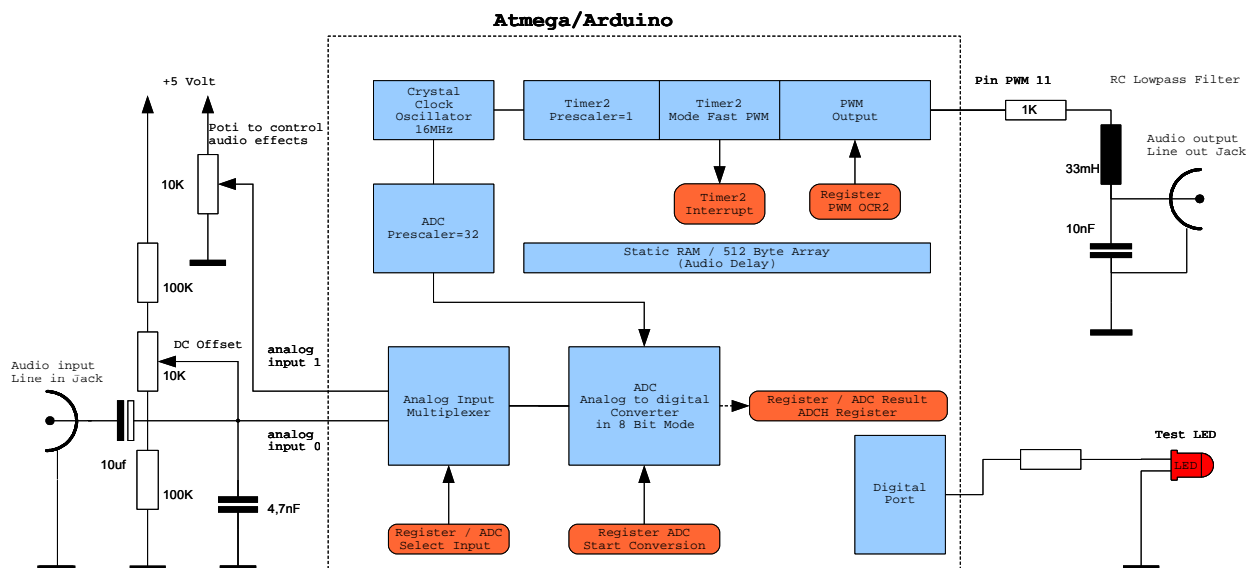 Atmega/Arduino
+5 Volt
Poti to control
audio effects
10K
100K
DC Offset
10K
Audio input
Line in Jack
10uf
100K
4,7nF
analog
input 1
analog
input 0
Crystal
Clock
Oscillator
16MHz
Timer2
Prescaler=1
Timer2
Mode Fast PWM
PWM
Output
ADC
Prescaler=32
Timer2
Interrupt
Register
PWM OCR2
Static RAM / 512 Byte Array
(Audio Delay)
Analog Input
Multiplexer
ADC
Analog to digital
Converter
in 8 Bit Mode
Register / ADC Result
ADCH Register
Register / ADC
Select Input
Register ADC
Start Conversion
Digital
Port
Pin PWM 11
RC Lowpass Filter
1K
Audio output
Line out Jack
33mH
10nF
Test LED
LED